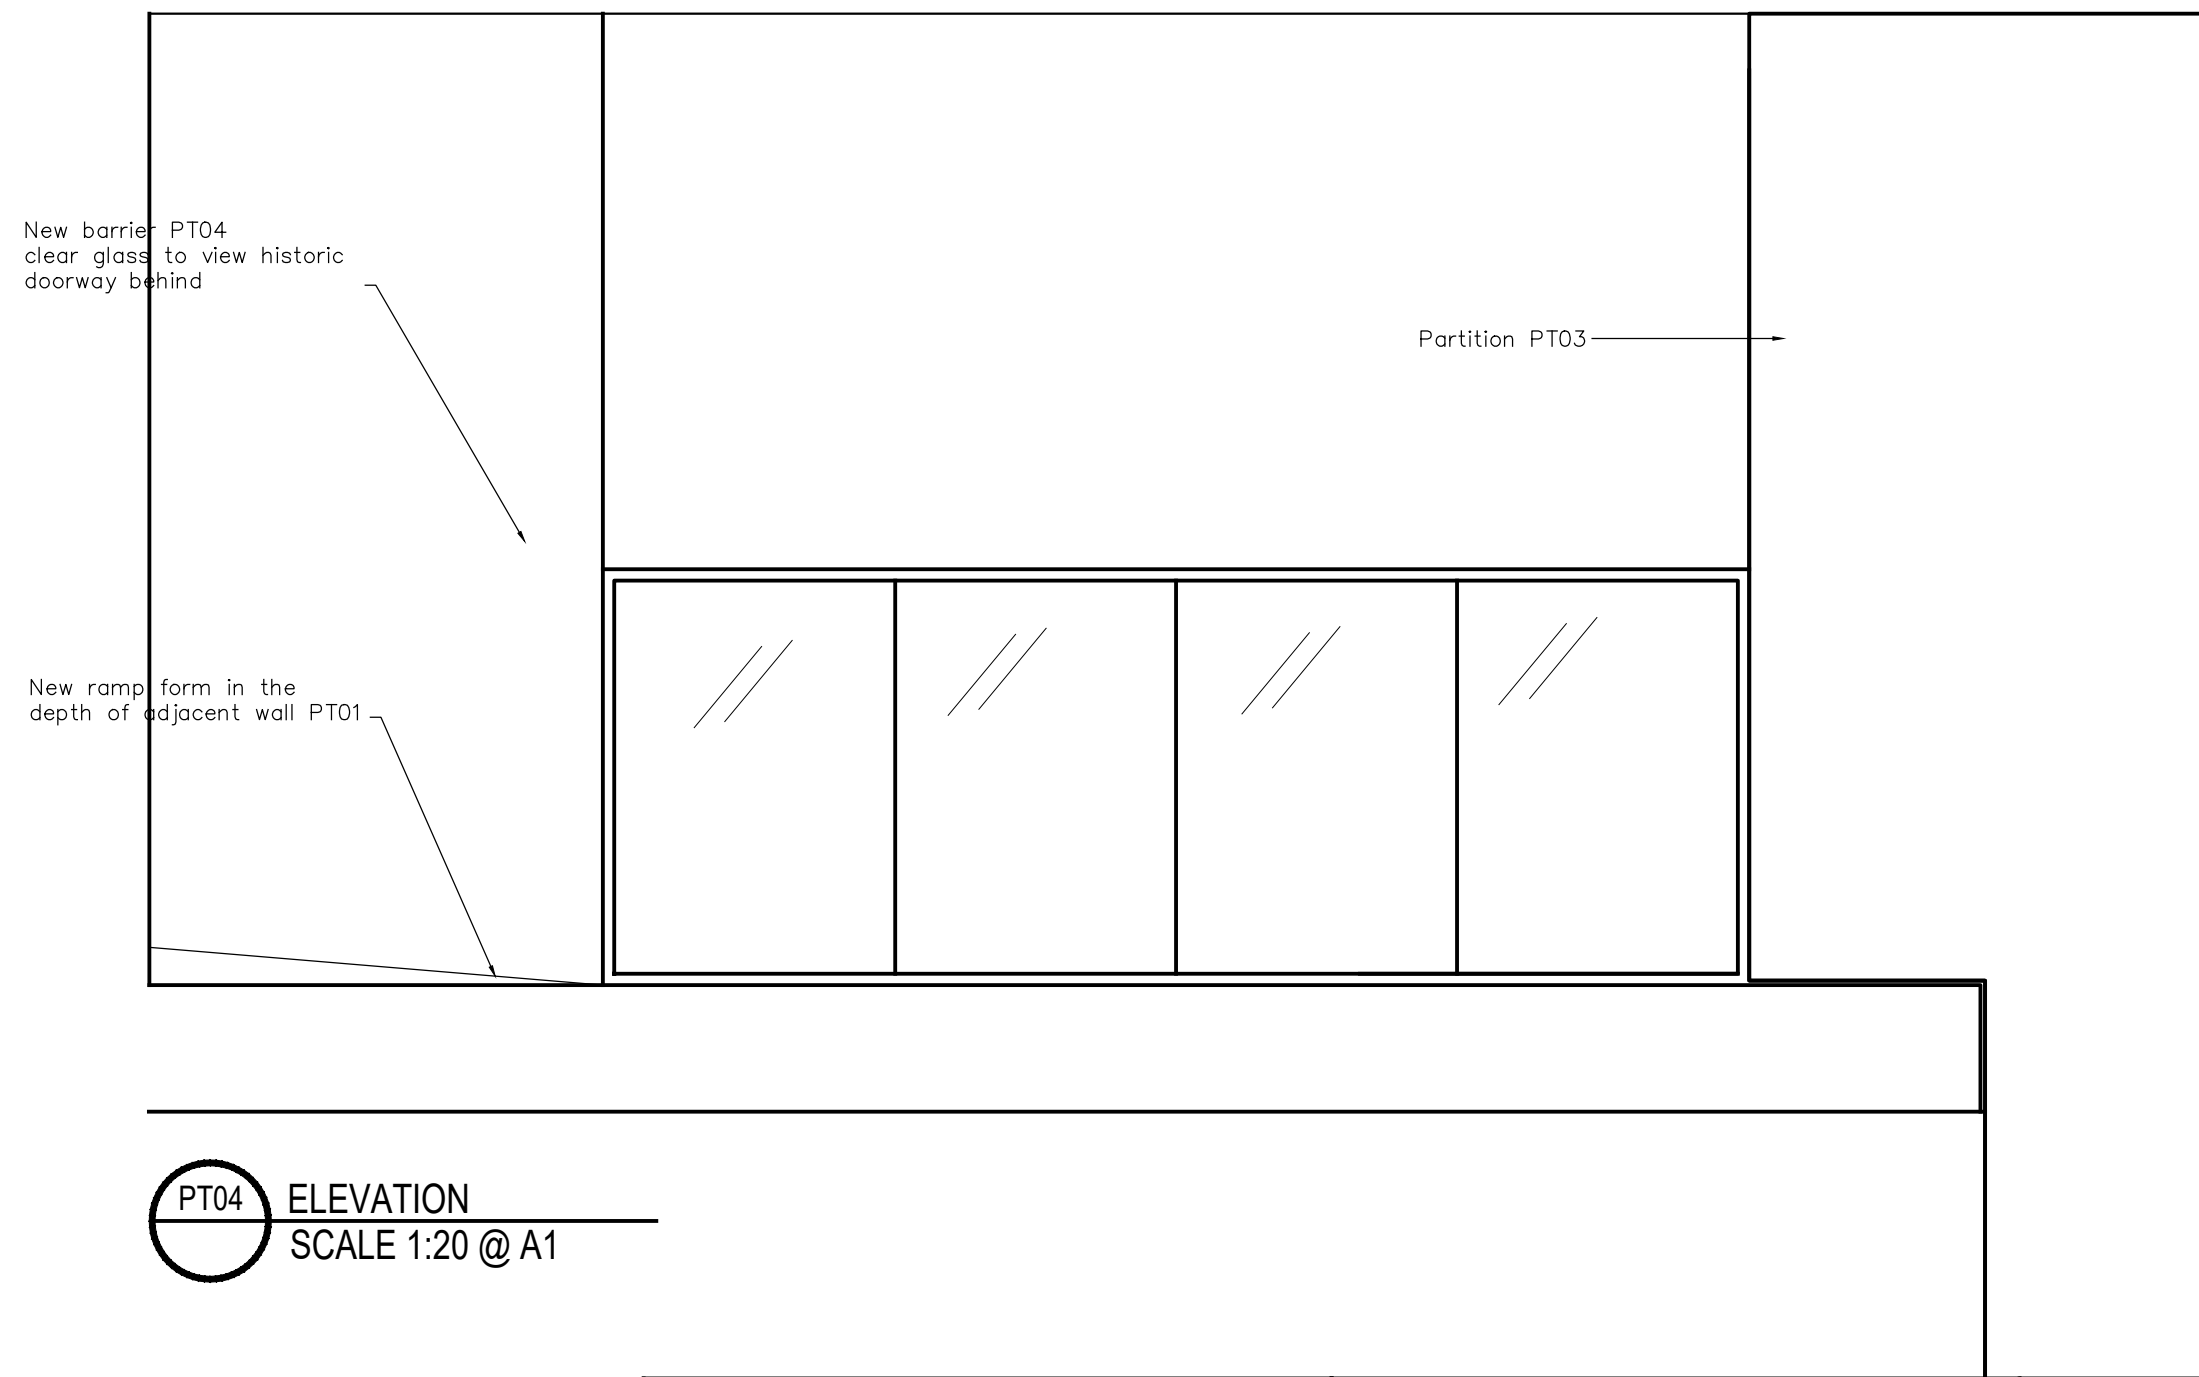 New barrier PT04
clear glass to view historic
doorway behind
Partition PT03
New ramp form in the
depth of adjacent wall PT01
PT04
ELEVATION
SCALE 1:20 @ A1